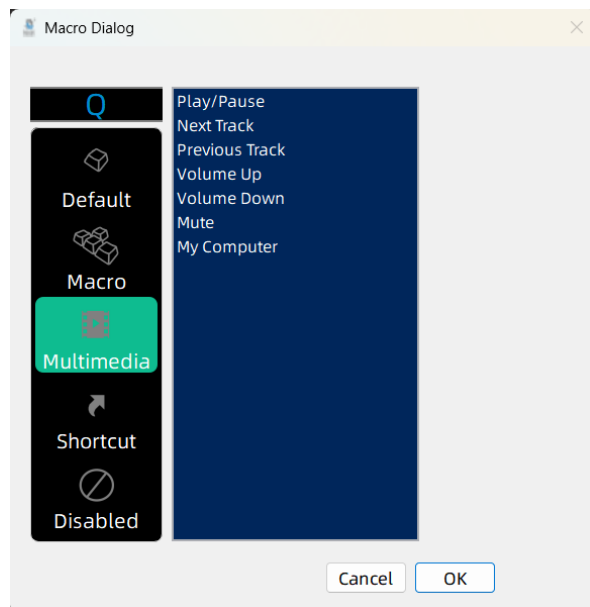 Macro Dialog
Q
Default
Macro
Multimedia
Shortcut
Disabled
Play/Pause
Next Track
Previous Track
Volume Up
Volume Down
Mute
My Computer
Cancel
OK